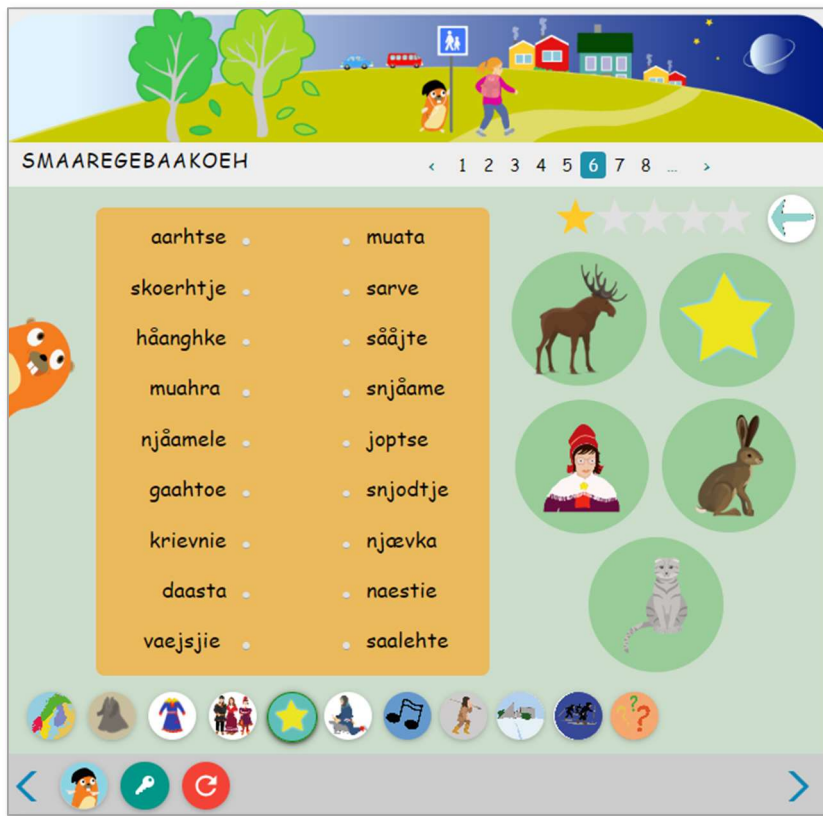 SMAAREGEBAAKOEH < 1 2 3 4 5 6 7 8 ... >
aarhtse muata
skoerhtje sarve
håanghke sååjte
muahra snjåame
njåamele joptse
gaahtoe snjodtje
krievnie njævka
daasta naestie
vaejsjie saalehte